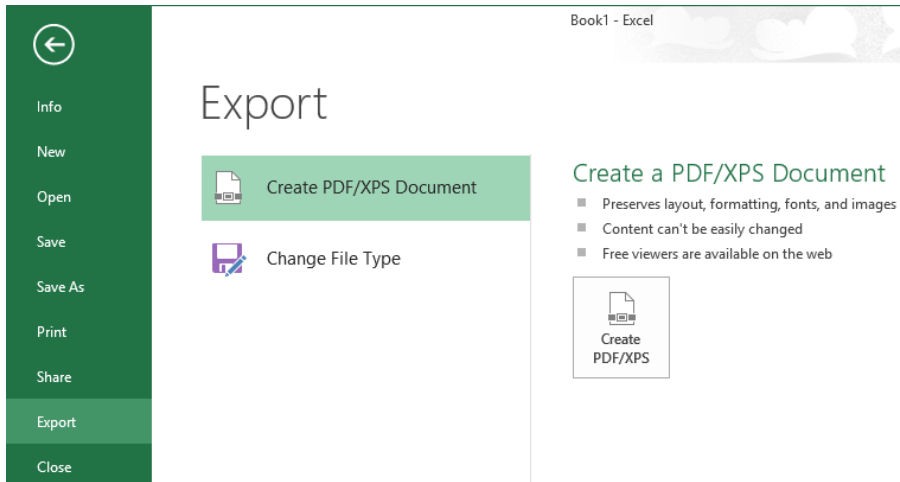 Book1 - Excel
Info
New
Open
Save
Save As
Print
Share
Export
Close
Export
Create PDF/XPS Document
Change File Type
Create a PDF/XPS Document
Preserves layout, formatting, fonts, and images
Content can't be easily changed
Free viewers are available on the web
Create
PDF/XPS